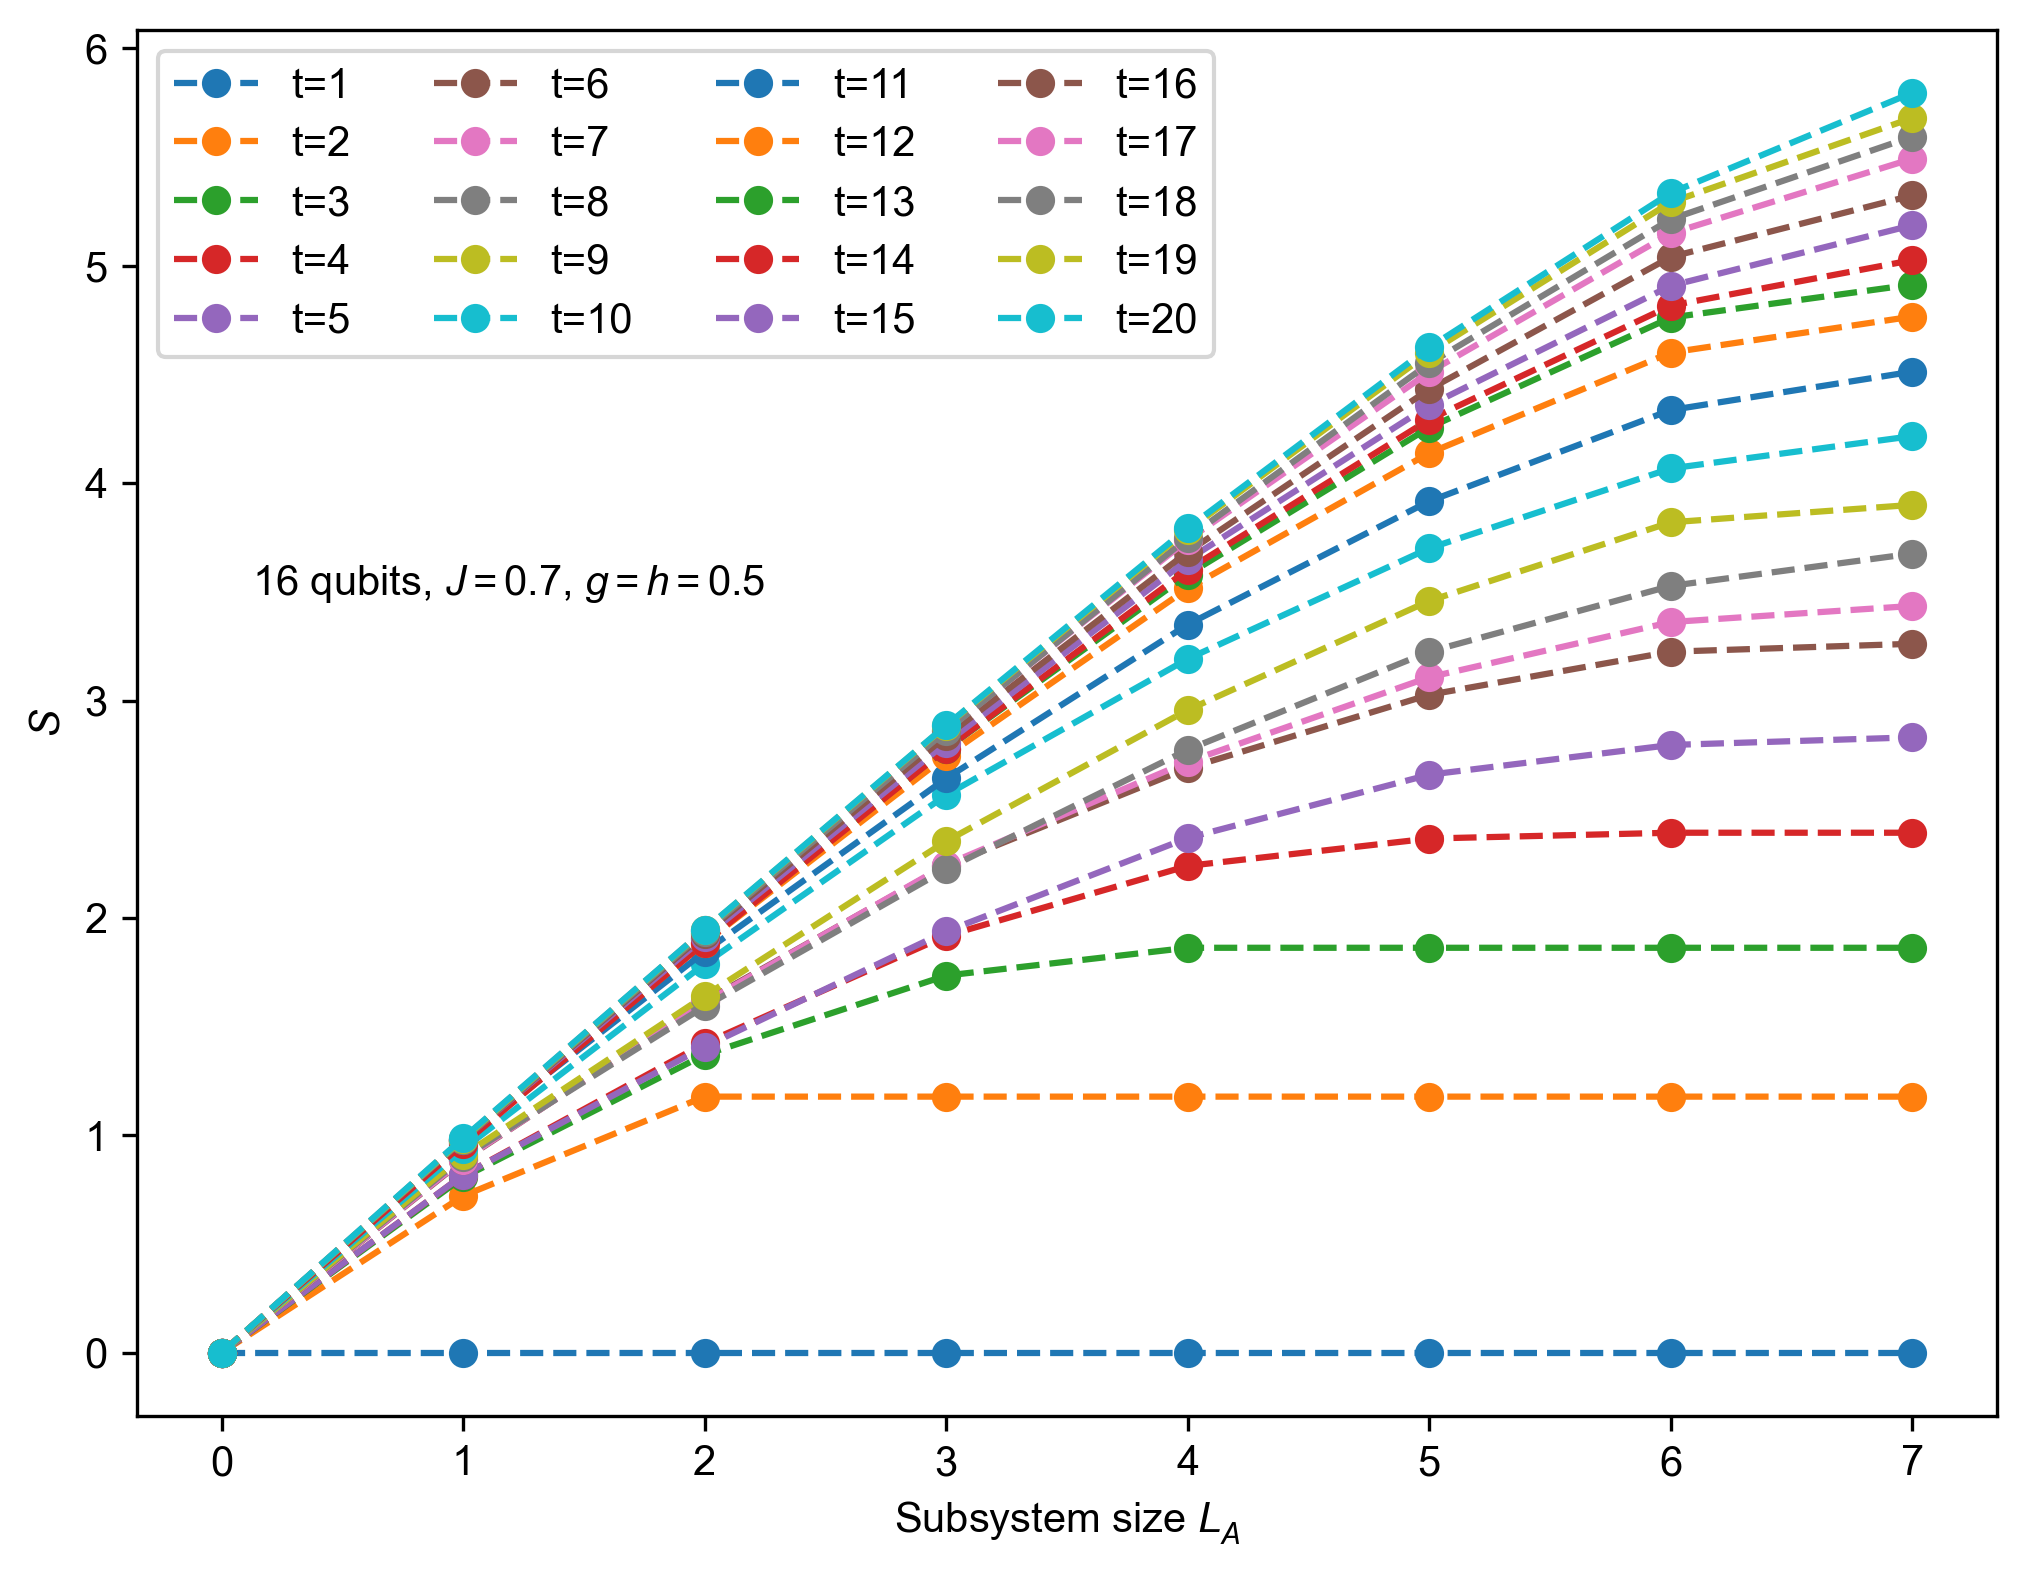 6
5
4
3
2
1
0
S
t=1
t=2
t=3
t=4
t=5
t=6
t=7
t=8
t=9
t=10
t=11
t=12
t=13
t=14
t=15
t=16
t=17
t=18
t=19
t=20
16 qubits, J = 0.7, g = h = 0.5
0 1 2 3 4 5 6 7
Subsystem size L_A